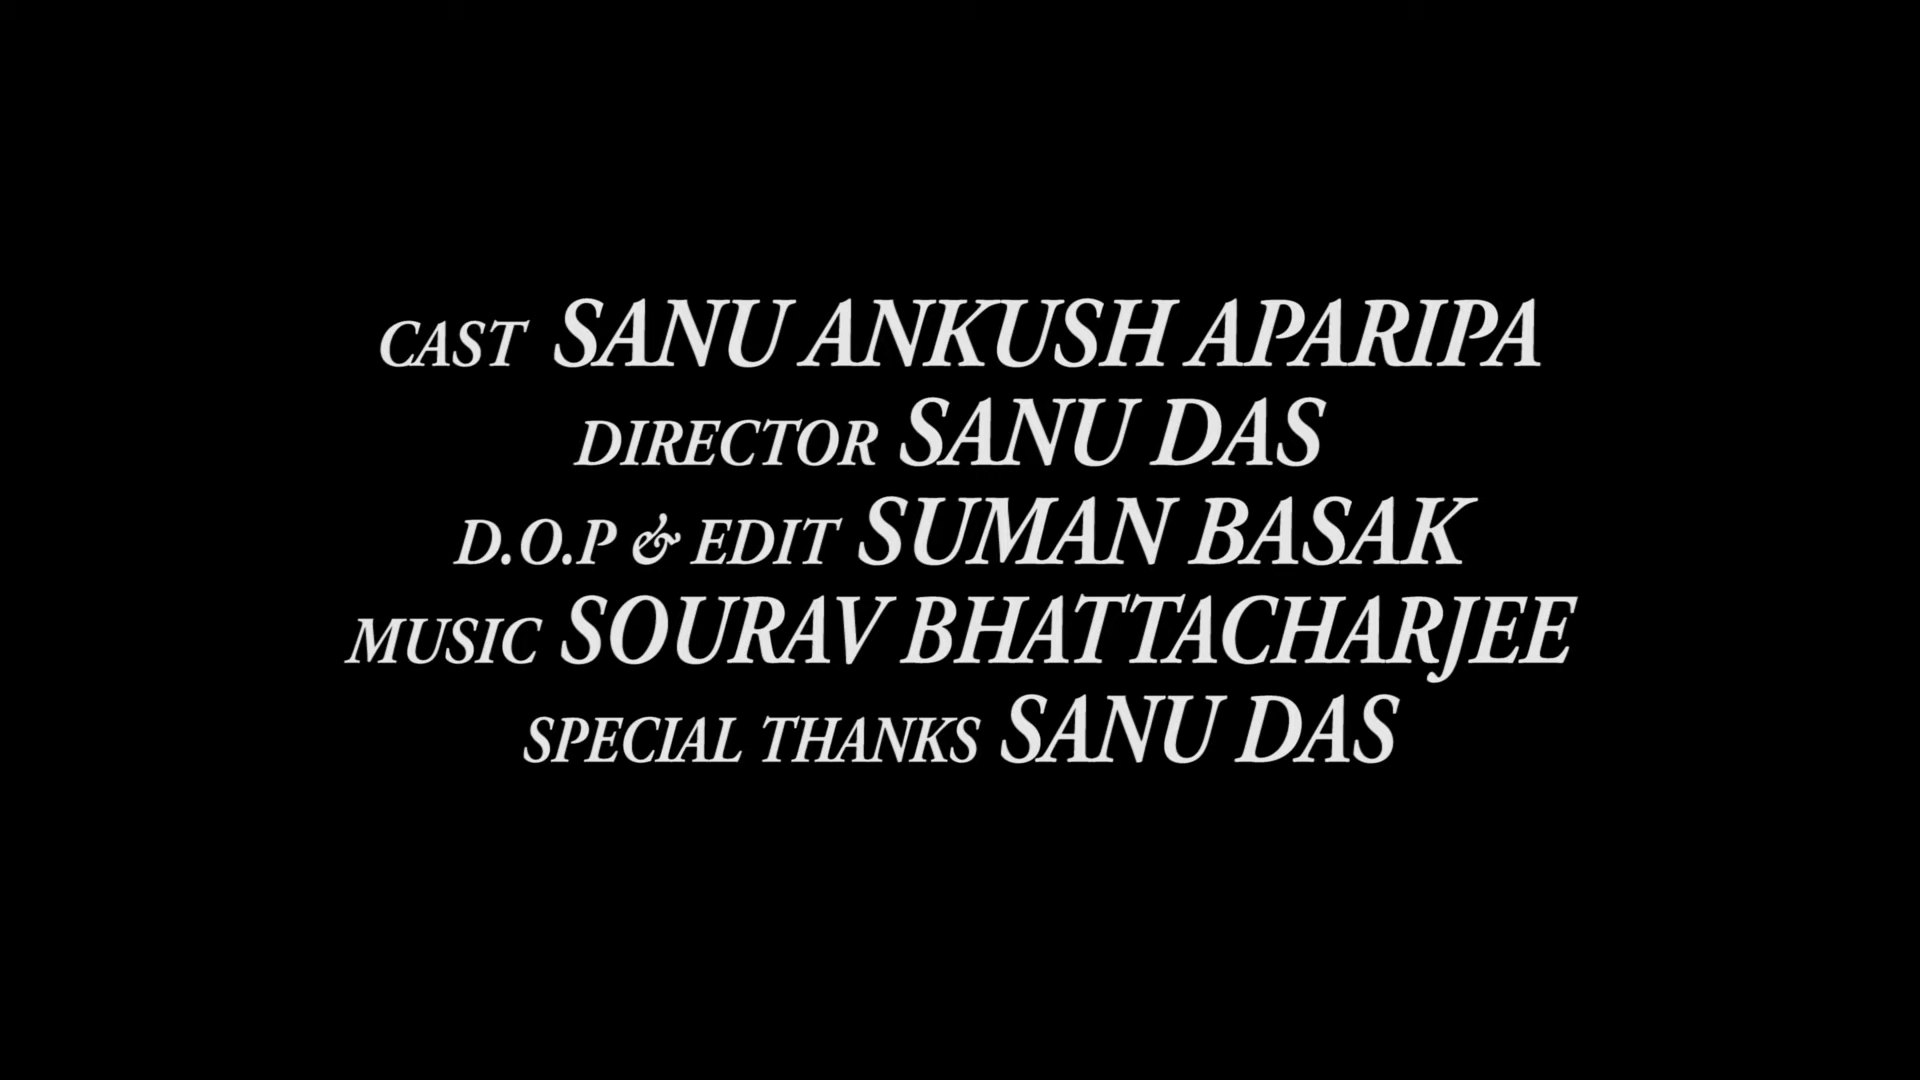 CAST SANU ANKUSH APARIPA
DIRECTOR SANU DAS
D.O.P & EDIT SUMAN BASAK
MUSIC SOURAV BHATTACHARJEE
SPECIAL THANKS SANU DAS